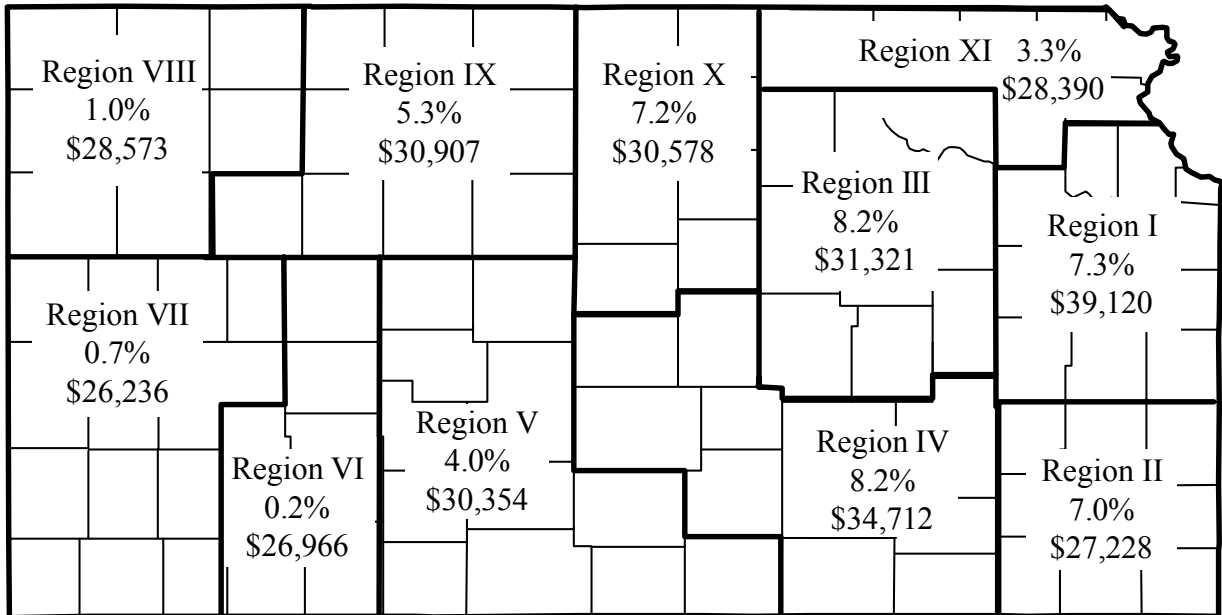 Region VIII
1.0%
$28,573
Region IX
5.3%
$30,907
Region X
7.2%
$30,578
Region XI 3.3%
$28,390
Region III
8.2%
$31,321
Region I
7.3%
$39,120
Region VII
0.7%
$26,236
Region VI
0.2%
$26,966
Region V
4.0%
$30,354
Region IV
8.2%
$34,712
Region II
7.0%
$27,228